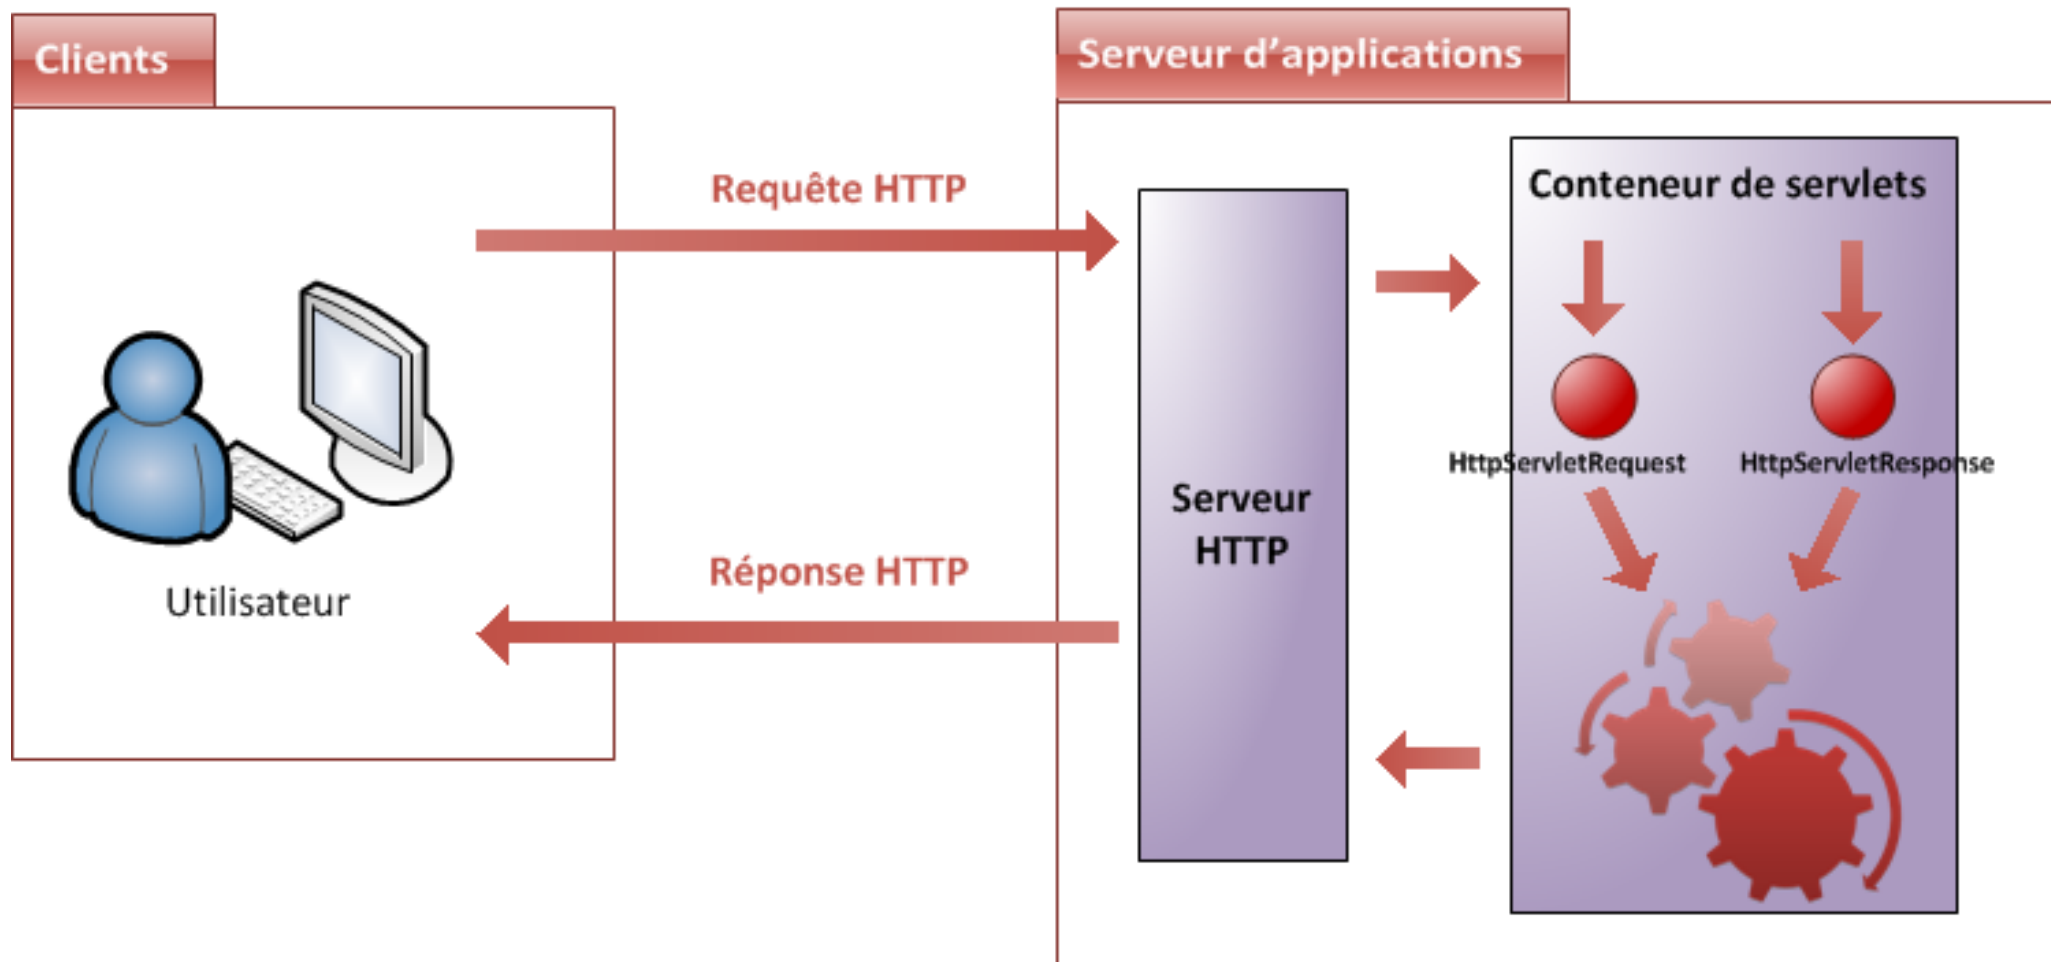 Clients
Serveur d’applications
Requête HTTP
Conteneur de servlets
HttpServletRequest
HttpServletResponse
Serveur
HTTP
Réponse HTTP
Utilisateur